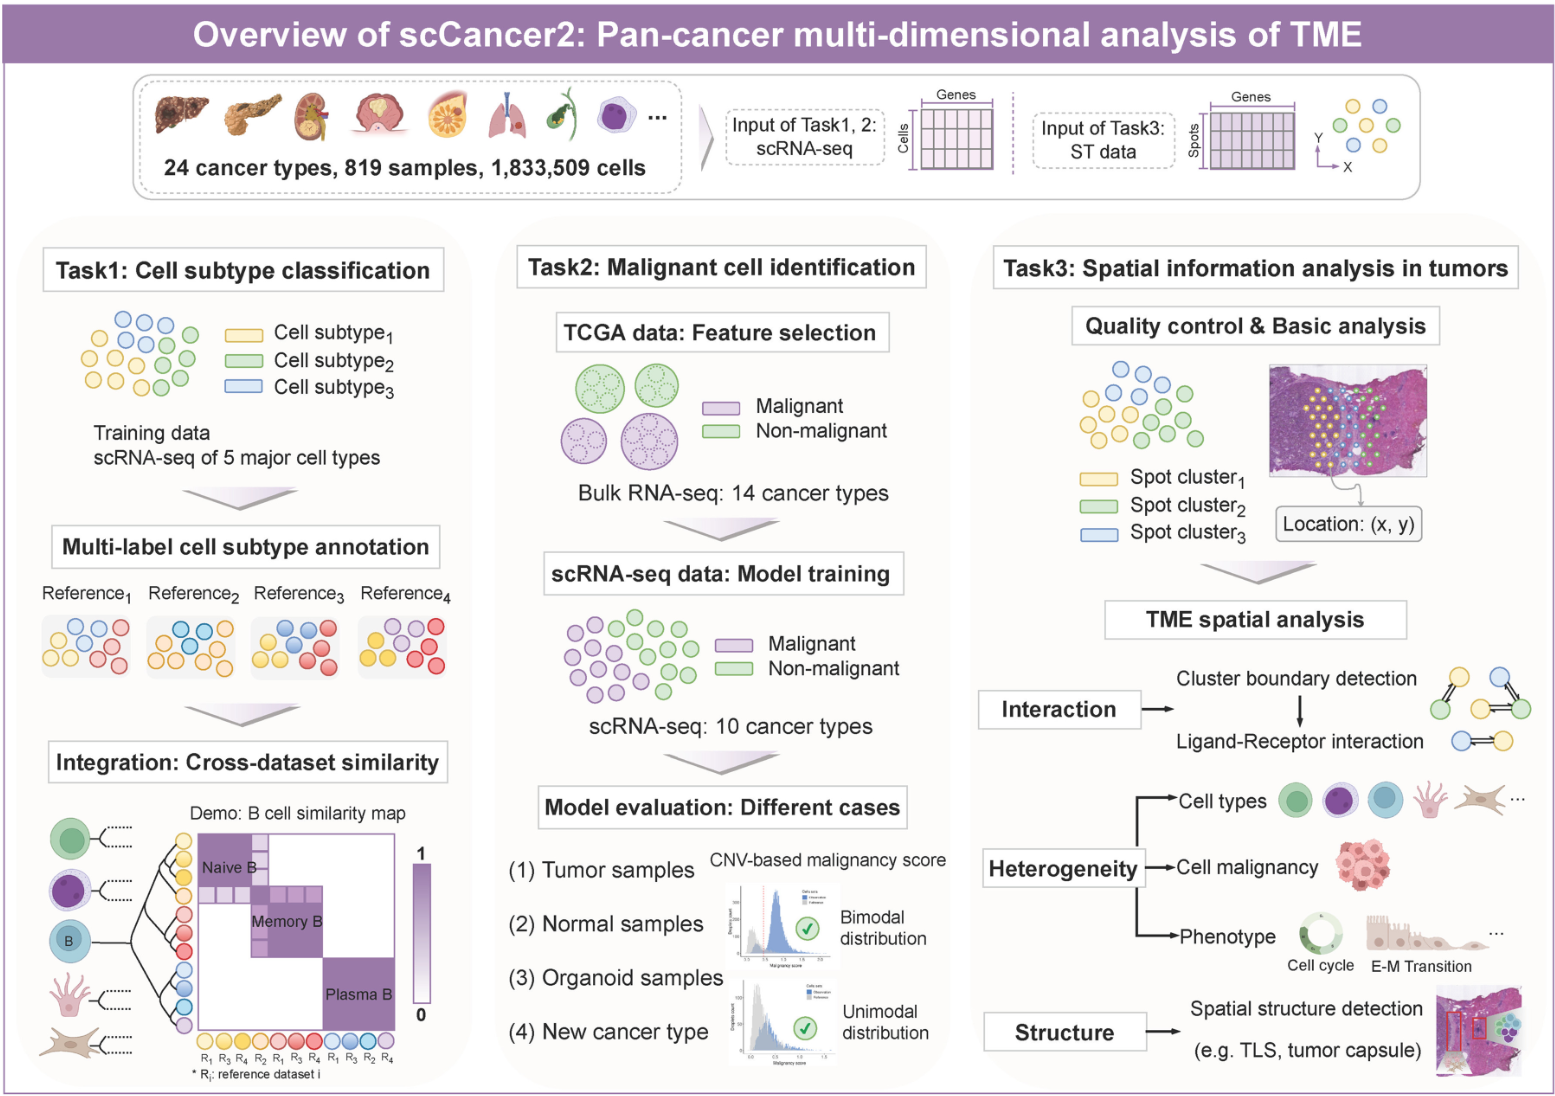 Overview of scCancer2: Pan-cancer multi-dimensional analysis of TME
24 cancer types, 819 samples, 1,833,509 cells
...
Input of Task1, 2:
scRNA-seq
Genes
Cells
Input of Task3:
ST data
Genes
Spots
Y
X
Task1: Cell subtype classification
Cell subtype1
Cell subtype2
Cell subtype3
Training data
scRNA-seq of 5 major cell types
Multi-label cell subtype annotation
Reference1
Reference2
Reference3
Reference4
Integration: Cross-dataset similarity
Demo: B cell similarity map
B
Naive B
Memory B
Plasma B
1
0
R1 R3 R4 R2 R1 R3 R4 R1 R3 R2 R4
* Ri: reference dataset i
Task2: Malignant cell identification
TCGA data: Feature selection
Malignant
Non-malignant
Bulk RNA-seq: 14 cancer types
scRNA-seq data: Model training
Malignant
Non-malignant
scRNA-seq: 10 cancer types
Model evaluation: Different cases
(1) Tumor samples
(2) Normal samples
(3) Organoid samples
(4) New cancer type
CNV-based malignancy score
Malignancy score
Bimodal
distribution
Malignancy score
Unimodal
distribution
Task3: Spatial information analysis in tumors
Quality control & Basic analysis
Spot cluster1
Spot cluster2
Spot cluster3
Location: (x, y)
TME spatial analysis
Interaction
Cluster boundary detection
Ligand-Receptor interaction
Heterogeneity
Cell types
...
Cell malignancy
Phenotype
Cell cycle
E-M Transition
...
Structure
Spatial structure detection
(e.g. TLS, tumor capsule)